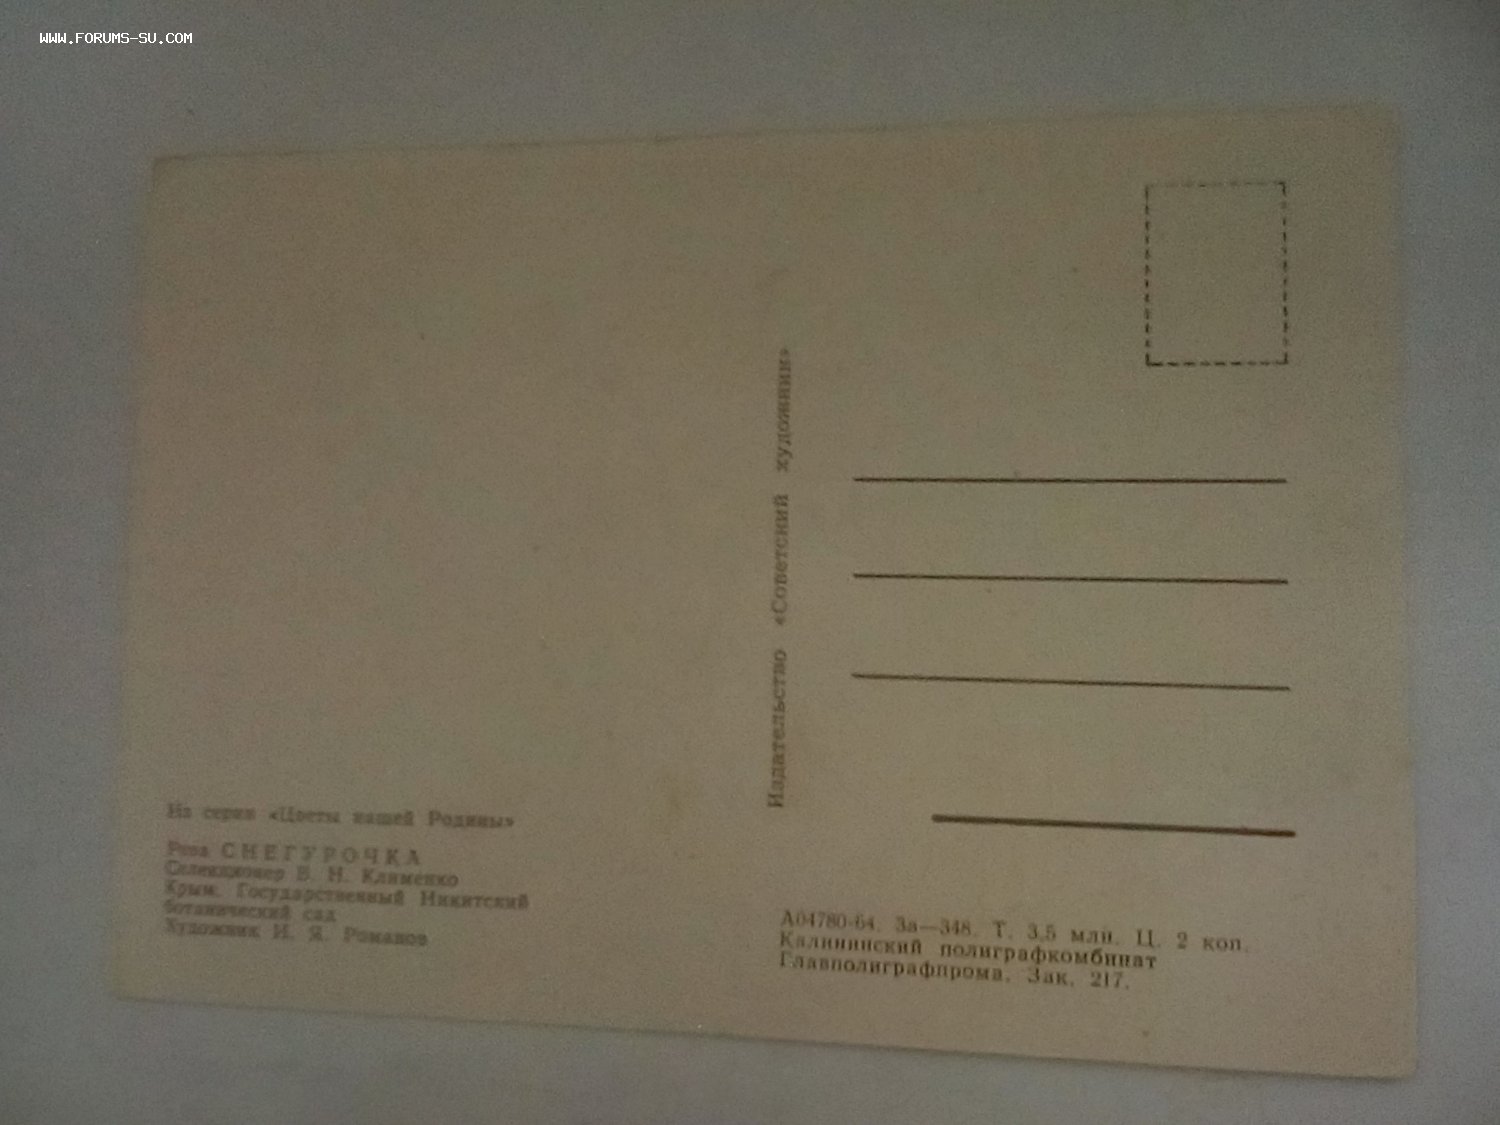 WWW.FORUMS-SU.COM
Из серии «Цветы нашей Родины»
Роза СНЕГУРОЧКА
Селекционер В. Н. Клименко
Крым. Государственный Никитский
ботанический сад
Художник И. Я. Романов
Издательство «Советский художник»
А04780-64. За—348. Т. 3,5 млн. Ц. 2 коп.
Калининский полиграфкомбинат
Главполиграфпрома. Зак. 217.